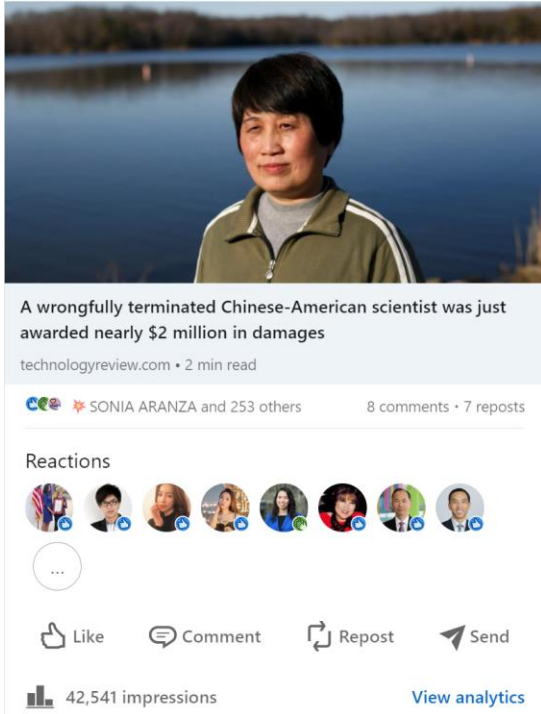 A wrongfully terminated Chinese-American scientist was just
awarded nearly $2 million in damages
technologyreview.com • 2 min read
SONIA ARANZA and 253 others 8 comments • 7 reposts
Reactions
...
Like Comment Repost Send
42,541 impressions View analytics